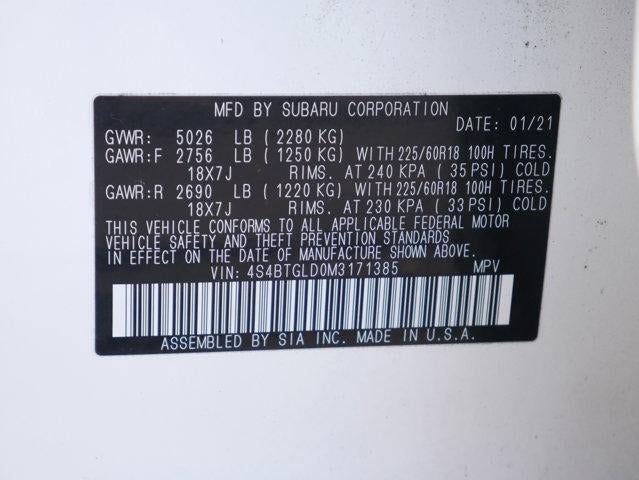 MFD BY SUBARU CORPORATION
DATE: 01/21
GVWR: 5026 LB ( 2280 KG)
GAWR:F 2756 LB ( 1250 KG) WITH 225/60R18 100H TIRES.
18X7J RIMS. AT 240 KPA ( 35 PSI) COLD
GAWR:R 2690 LB ( 1220 KG) WITH 225/60R18 100H TIRES.
18X7J RIMS. AT 230 KPA ( 33 PSI) COLD
THIS VEHICLE CONFORMS TO ALL APPLICABLE FEDERAL MOTOR
VEHICLE SAFETY AND THEFT PREVENTION STANDARDS
IN EFFECT ON THE DATE OF MANUFACTURE SHOWN ABOVE.
VIN: 4S4BTGLD0M3171385 MPV
ASSEMBLED BY SIA INC. MADE IN U.S.A.